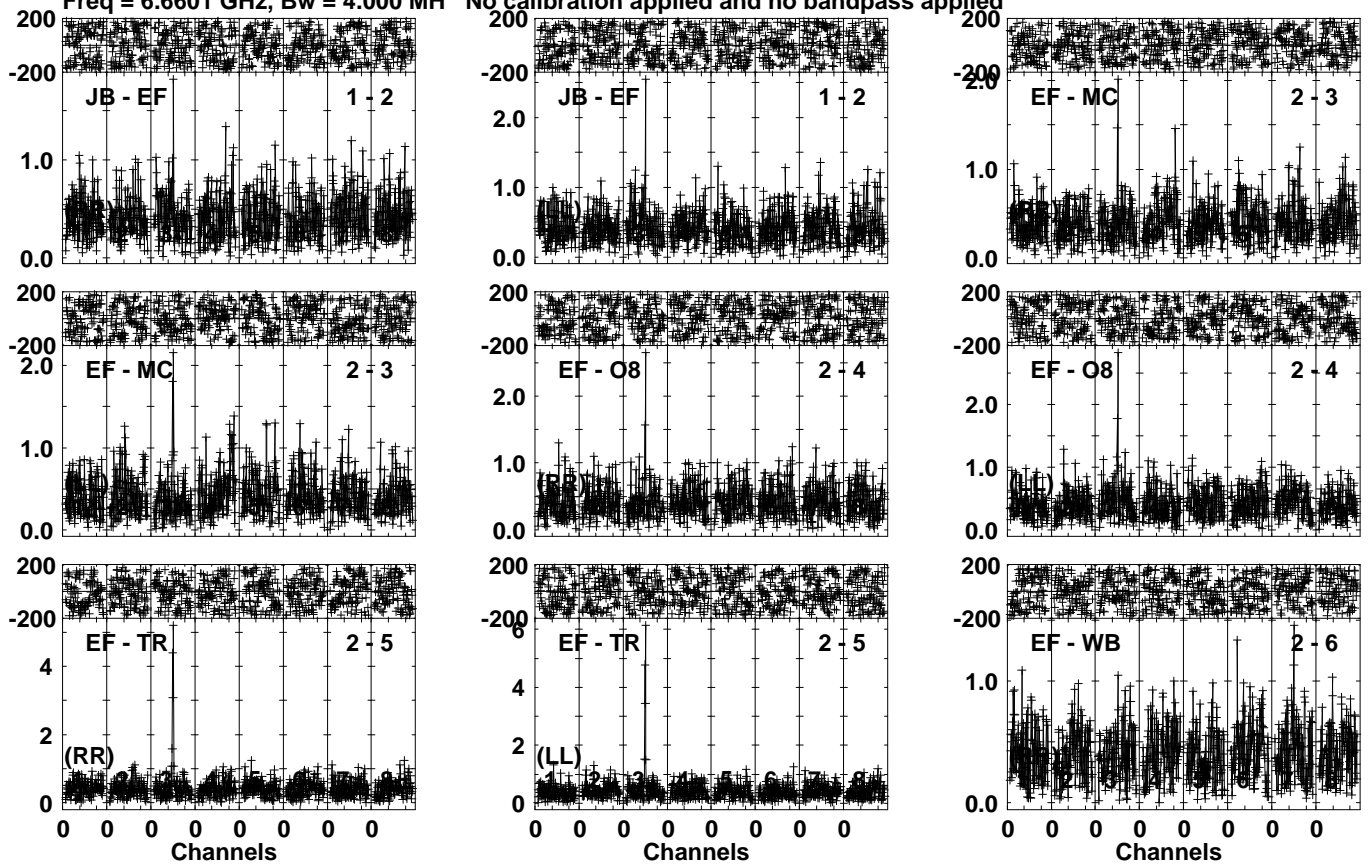 Freq = 6.6601 GHz, Bw = 4.000 MH No calibration applied and no bandpass applied
200 200 200
-200 -200 -200
JB - EF 1 - 2 JB - EF 1 - 2 EF - MC 2 - 3
2.0 2.0
1.0 1.0 1.0
(LL)
0.0 0.0 0.0
200 200 200
-200 -200 -200
EF - MC 2 - 3 EF - O8 2 - 4 EF - O8 2 - 4
2.0 2.0 2.0
1.0 1.0 1.0
(RR) (LL)
0.0 0.0 0.0
200 200 200
-200 -200 -200
EF - TR 2 - 5 EF - TR 2 - 5 EF - WB 2 - 6
4 6 1.0
2 4
(RR) 2
(LL)
1 2 3 4 5 6 7 8
0 0 0.0
0 0 0 0 0 0 0 0 0 0 0 0 0 0 0 0 0 0 0 0 0 0 0 0
Channels Channels Channels